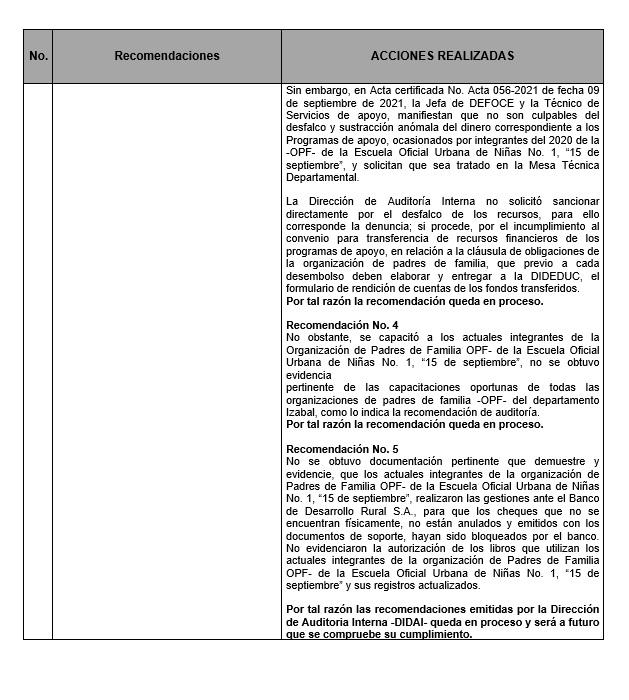 No.
Recomendaciones
ACCIONES REALIZADAS
Sin embargo, en Acta certificada No. Acta 056-2021 de fecha 09
de septiembre de 2021, la Jefa de DEFOCE y la Técnico de
Servicios de apoyo, manifiestan que no son culpables del
desfalco y sustracción anómala del dinero correspondiente a los
Programas de apoyo, ocasionados por integrantes del 2020 de la
-OPF- de la Escuela Oficial Urbana de Niñas No. 1, “15 de
septiembre”, y solicitan que sea tratado en la Mesa Técnica
Departamental.
La Dirección de Auditoría Interna no solicitó sancionar
directamente por el desfalco de los recursos, para ello
corresponde la denuncia; si procede, por el incumplimiento al
convenio para transferencia de recursos financieros de los
programas de apoyo, en relación a la cláusula de obligaciones de
la organización de padres de familia, que previo a cada
desembolso deben elaborar y entregar a la DIDEDUC, el
formulario de rendición de cuentas de los fondos transferidos.
Por tal razón la recomendación queda en proceso.
Recomendación No. 4
No obstante, se capacitó a los actuales integrantes de la
Organización de Padres de Familia OPF- de la Escuela Oficial
Urbana de Niñas No. 1, “15 de septiembre”, no se obtuvo
evidencia
pertinente de las capacitaciones oportunas de todas las
organizaciones de padres de familia -OPF- del departamento
Izabal, como lo indica la recomendación de auditoría.
Por tal razón la recomendación queda en proceso.
Recomendación No. 5
No se obtuvo documentación pertinente que demuestre y
evidencie, que los actuales integrantes de la organización de
Padres de Familia OPF- de la Escuela Oficial Urbana de Niñas
No. 1, “15 de septiembre”, realizaron las gestiones ante el Banco
de Desarrollo Rural S.A., para que los cheques que no se
encuentran físicamente, no están anulados y emitidos con los
documentos de soporte, hayan sido bloqueados por el banco.
No evidenciaron la autorización de los libros que utilizan los
actuales integrantes de la organización de Padres de Familia
OPF- de la Escuela Oficial Urbana de Niñas No. 1, “15 de
septiembre” y sus registros actualizados.
Por tal razón las recomendaciones emitidas por la Dirección
de Auditoria Interna -DIDAI- queda en proceso y será a futuro
que se compruebe su cumplimiento.